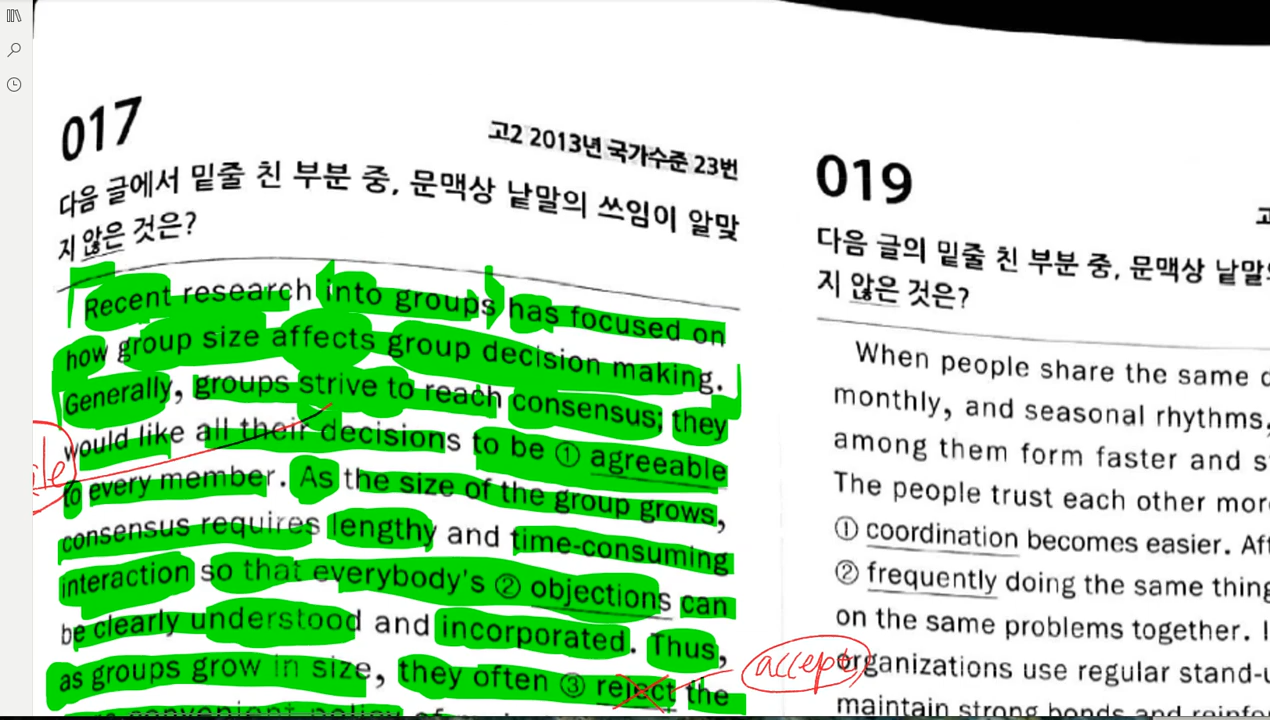 017
고2 2013년 국가수준 23번
다음 글에서 밑줄 친 부분 중, 문맥상 낱말의 쓰임이 알맞
지 않은 것은?
Recent research into groups has focused on
how group size affects group decision making.
Generally, groups strive to reach consensus; they
would like all their decisions to be ① agreeable
to every member. As the size of the group grows,
consensus requires lengthy and time-consuming
interaction so that everybody's ② objections can
be clearly understood and incorporated. Thus,
as groups grow in size, they often ③ reject the
accept
convenient policy of
019
고
다음 글의 밑줄 친 부분 중, 문맥상 낱말
지 않은 것은?
When people share the same
monthly, and seasonal rhythms,
among them form faster and
The people trust each other
① coordination becomes easier.
② frequently doing the same thing
on the same problems together.
organizations use regular
maintain strong bonds and